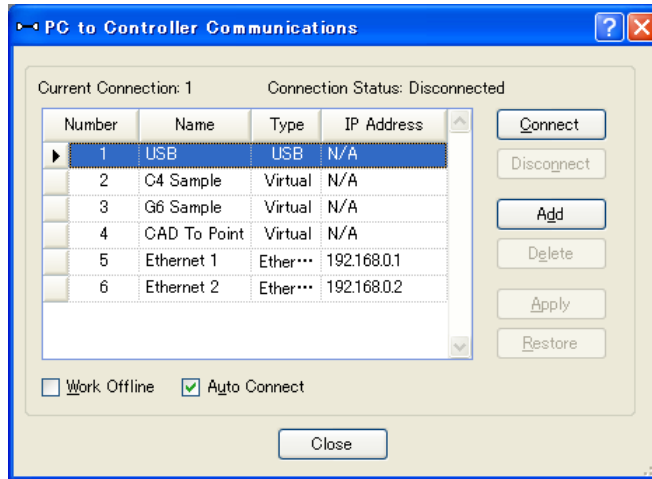 PC to Controller Communications
Current Connection: 1 Connection Status: Disconnected
Number Name Type IP Address
1 USB USB N/A
2 C4 Sample Virtual N/A
3 G6 Sample Virtual N/A
4 CAD To Point Virtual N/A
5 Ethernet 1 Ether… 192.168.0.1
6 Ethernet 2 Ether… 192.168.0.2
Connect
Disconnect
Add
Delete
Apply
Restore
Work Offline Auto Connect
Close